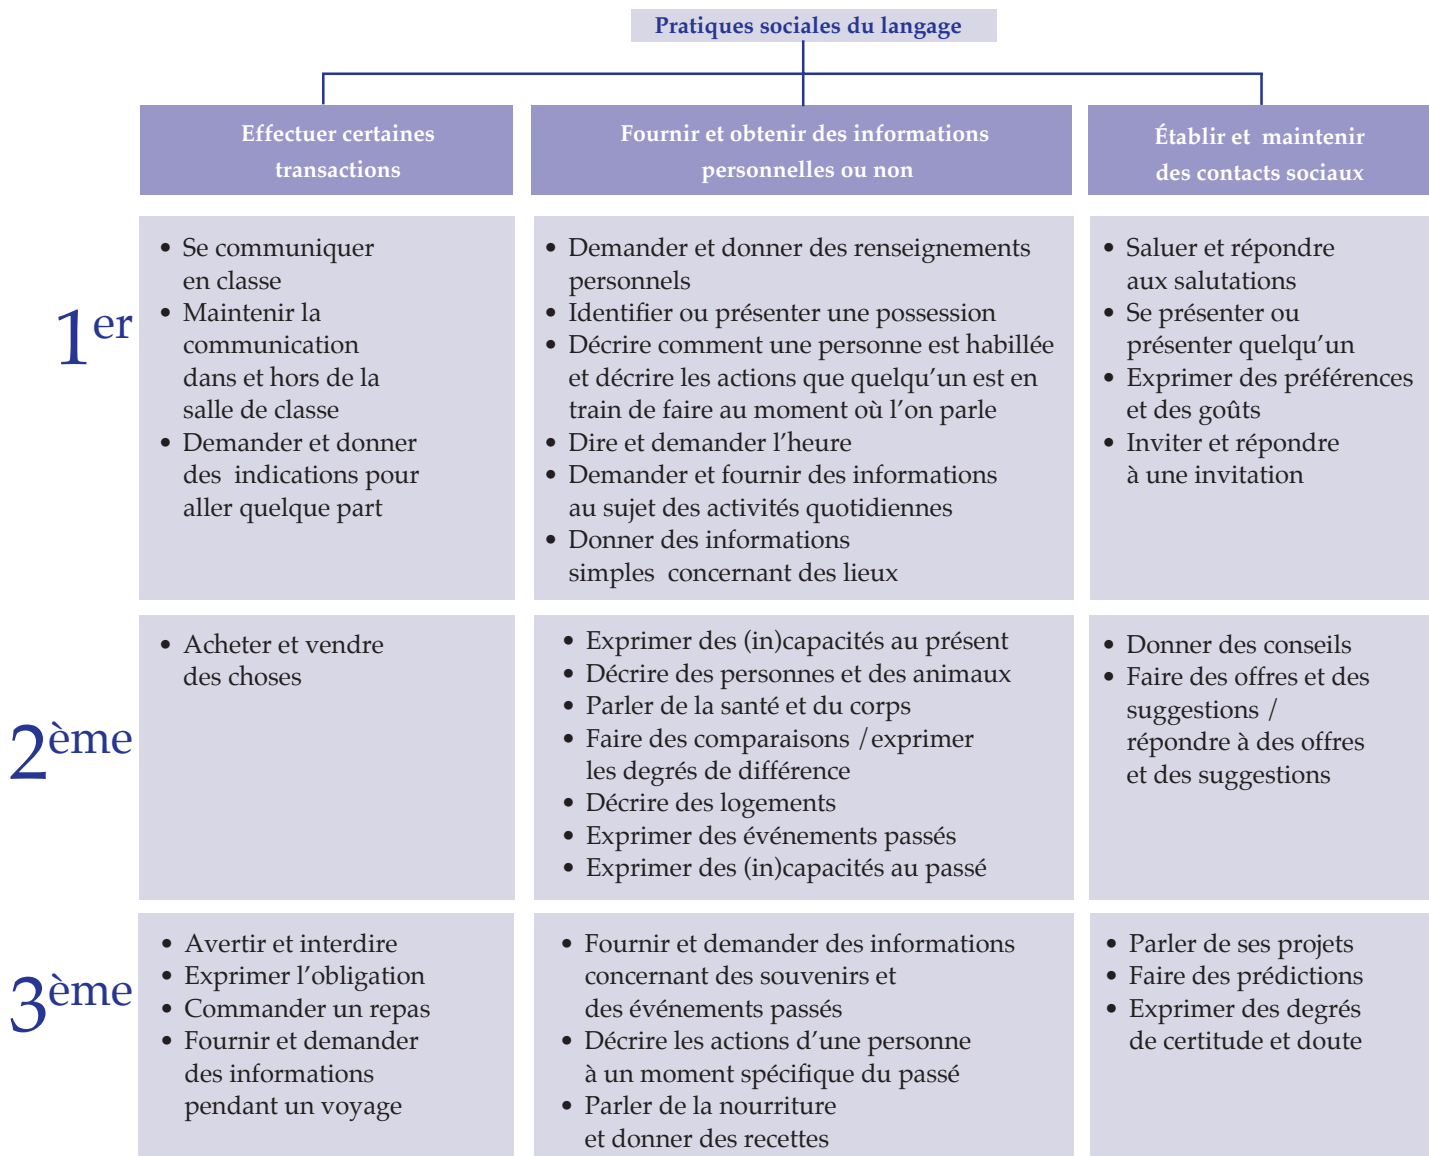 Pratiques sociales du langage
Effectuer certaines
transactions
Fournir et obtenir des informations
personnelles ou non
Établir et maintenir
des contacts sociaux
1er
• Se communiquer
en classe
• Maintenir la
communication
dans et hors de la
salle de classe
• Demander et donner
des indications pour
aller quelque part
• Demander et donner des renseignements
personnels
• Identifier ou présenter une possession
• Décrire comment une personne est habillée
et décrire les actions que quelqu’un est en
train de faire au moment où l’on parle
• Dire et demander l’heure
• Demander et fournir des informations
au sujet des activités quotidiennes
• Donner des informations
simples concernant des lieux
• Saluer et répondre
aux salutations
• Se présenter ou
présenter quelqu’un
• Exprimer des préférences
et des goûts
• Inviter et répondre
à une invitation
2ème
• Acheter et vendre
des choses
• Exprimer des (in)capacités au présent
• Décrire des personnes et des animaux
• Parler de la santé et du corps
• Faire des comparaisons /exprimer
les degrés de différence
• Décrire des logements
• Exprimer des événements passés
• Exprimer des (in)capacités au passé
• Donner des conseils
• Faire des offres et des
suggestions /
répondre à des offres
et des suggestions
3ème
• Avertir et interdire
• Exprimer l’obligation
• Commander un repas
• Fournir et demander
des informations
pendant un voyage
• Fournir et demander des informations
concernant des souvenirs et
des événements passés
• Décrire les actions d’une personne
à un moment spécifique du passé
• Parler de la nourriture
et donner des recettes
• Parler de ses projets
• Faire des prédictions
• Exprimer des degrés
de certitude et doute